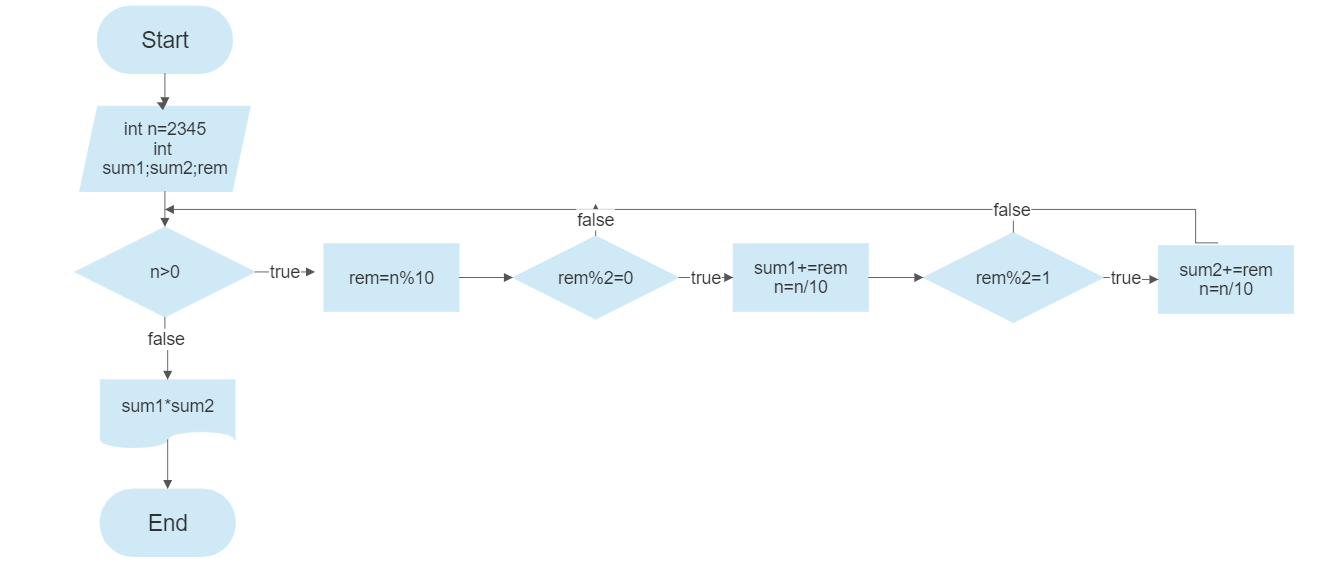 Start
int n=2345
int
sum1;sum2;rem
n>0
true
rem=n%10
false
rem%2=0
true
sum1+=rem
n=n/10
false
rem%2=1
true
sum2+=rem
n=n/10
false
sum1*sum2
End